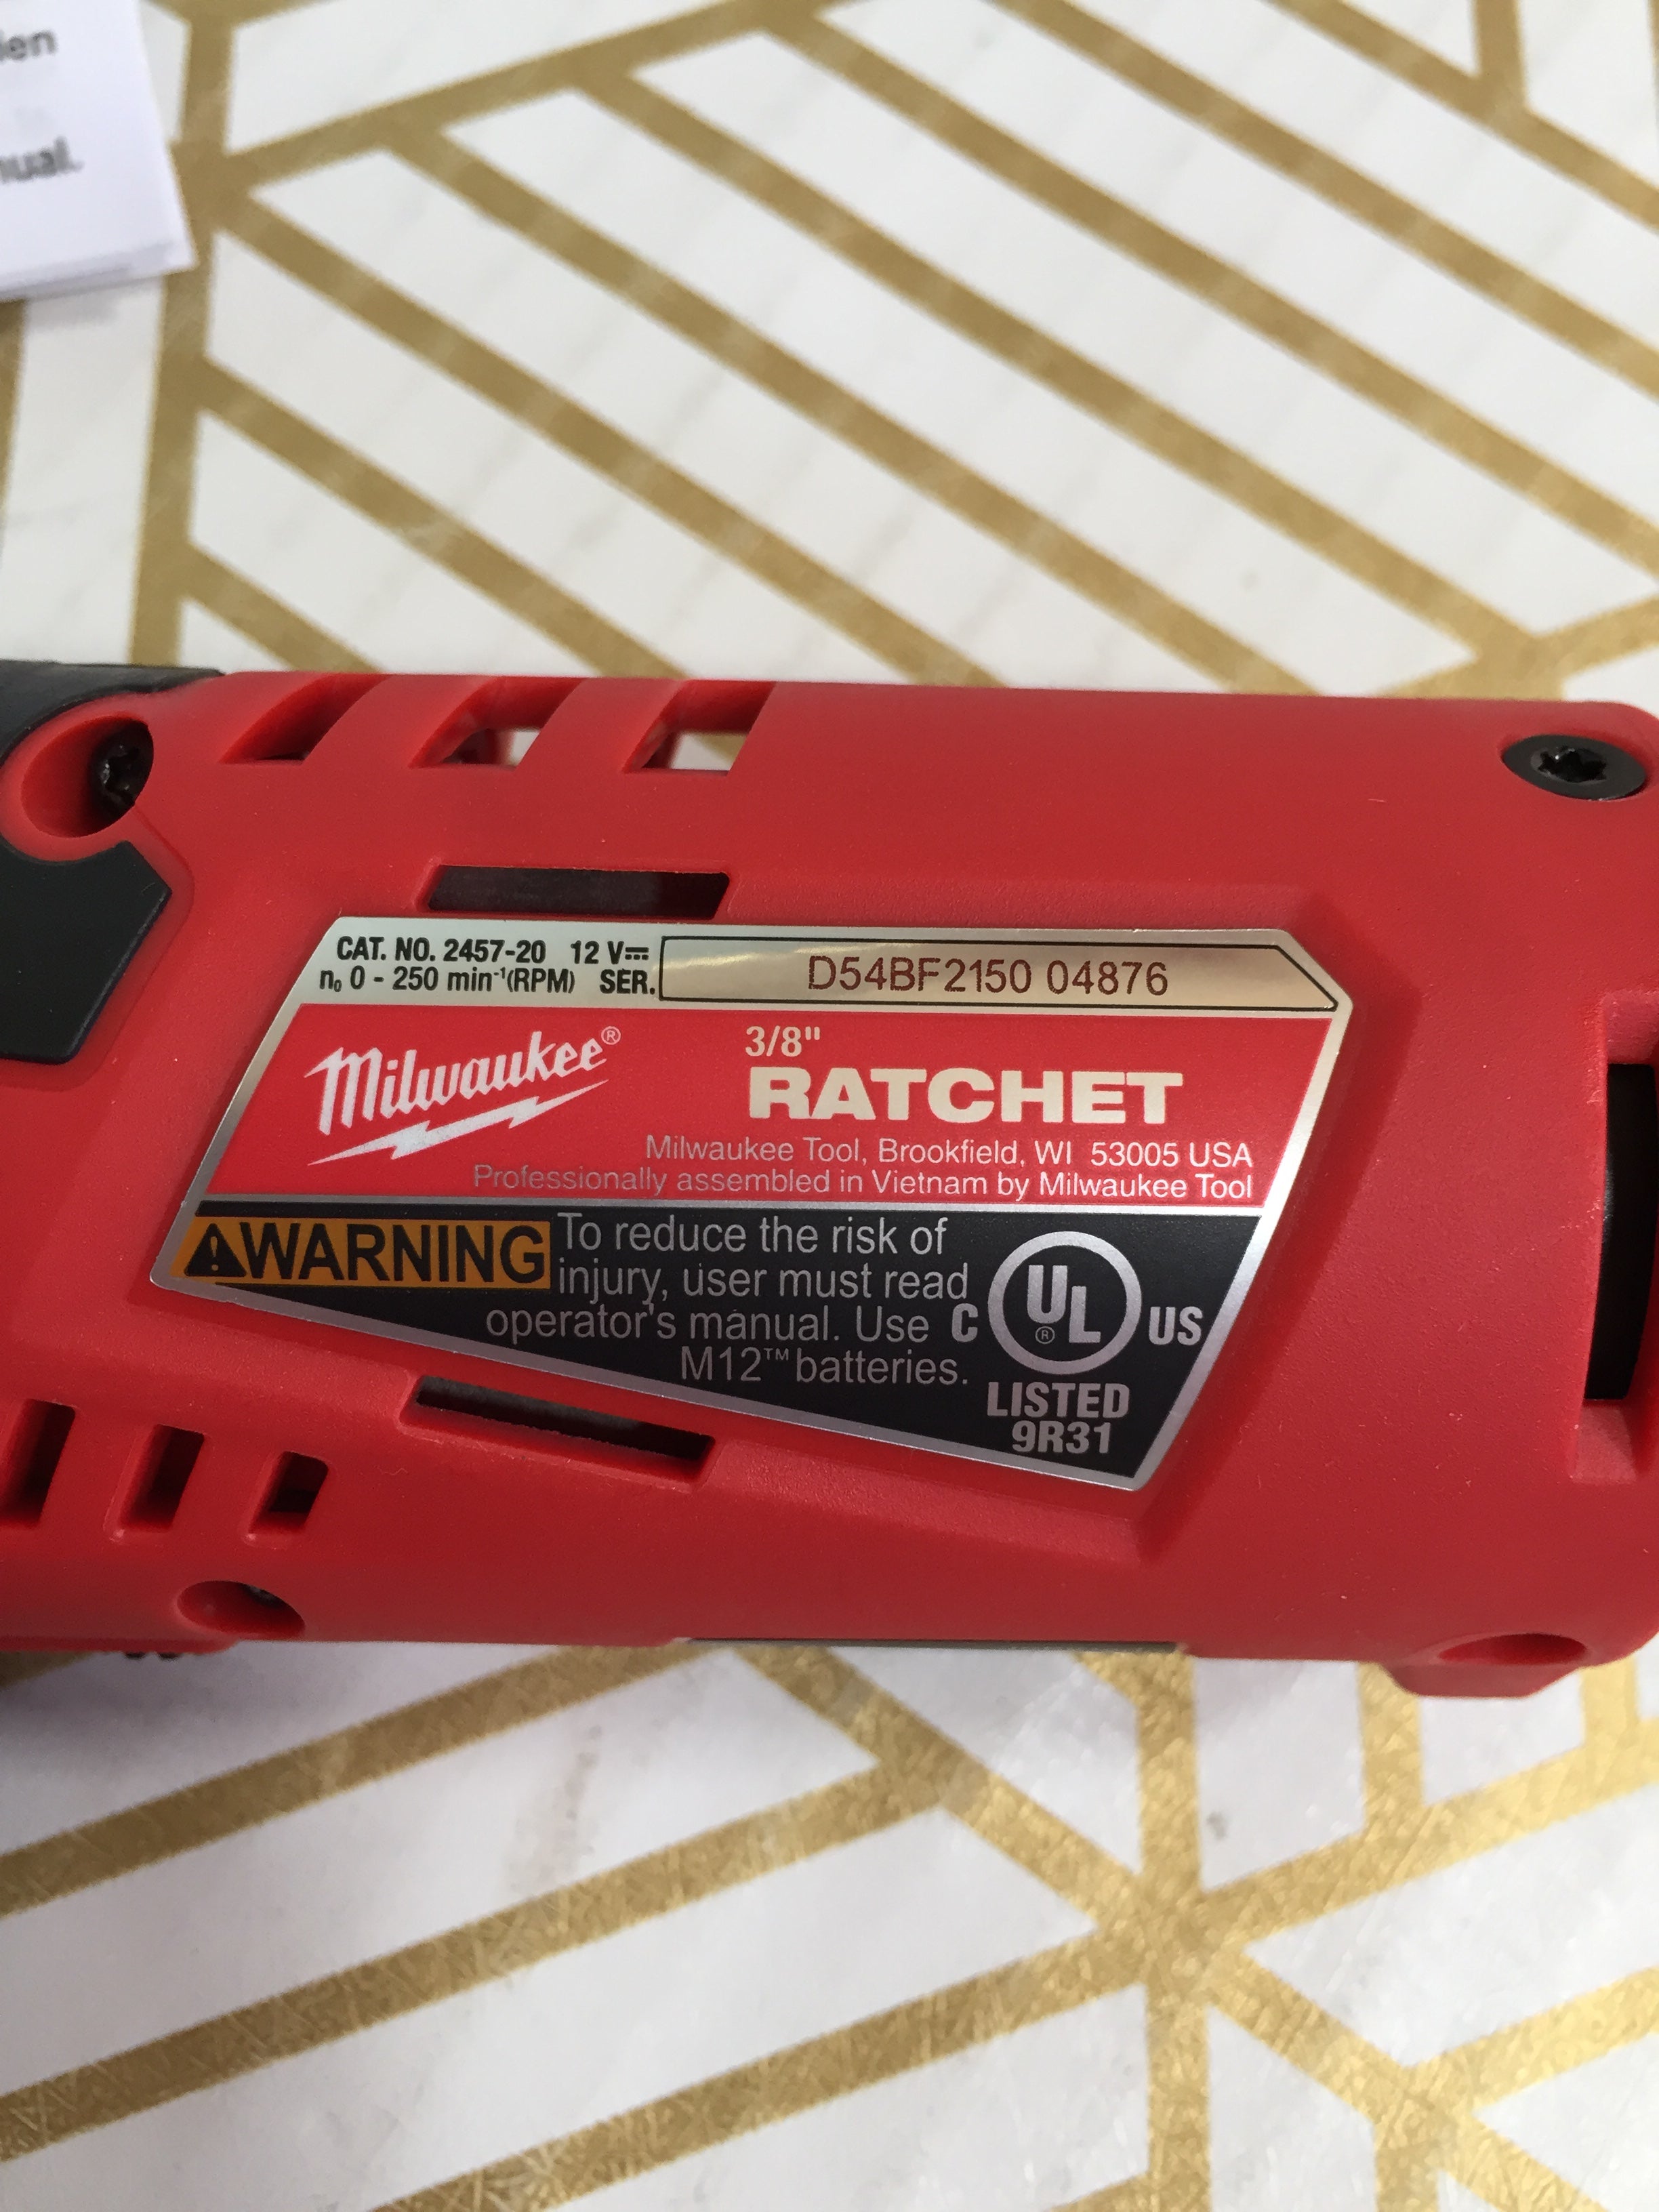 ien
nual.
CAT. NO. 2457-20 12 V⎓
n₀ 0 - 250 min⁻¹(RPM) SER.
D54BF2150 04876
Milwaukee®
3/8"
RATCHET
Milwaukee Tool, Brookfield, WI 53005 USA
Professionally assembled in Vietnam by Milwaukee Tool
WARNING To reduce the risk of
injury, user must read
operator's manual. Use
M12™ batteries.
C UL® US
LISTED
9R31